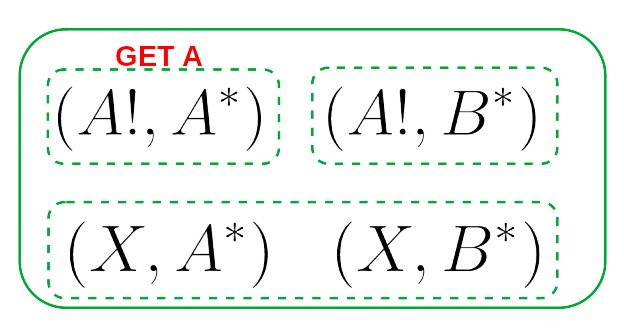 GET A
(A!, A*) (A!, B*)
(X, A*) (X, B*)